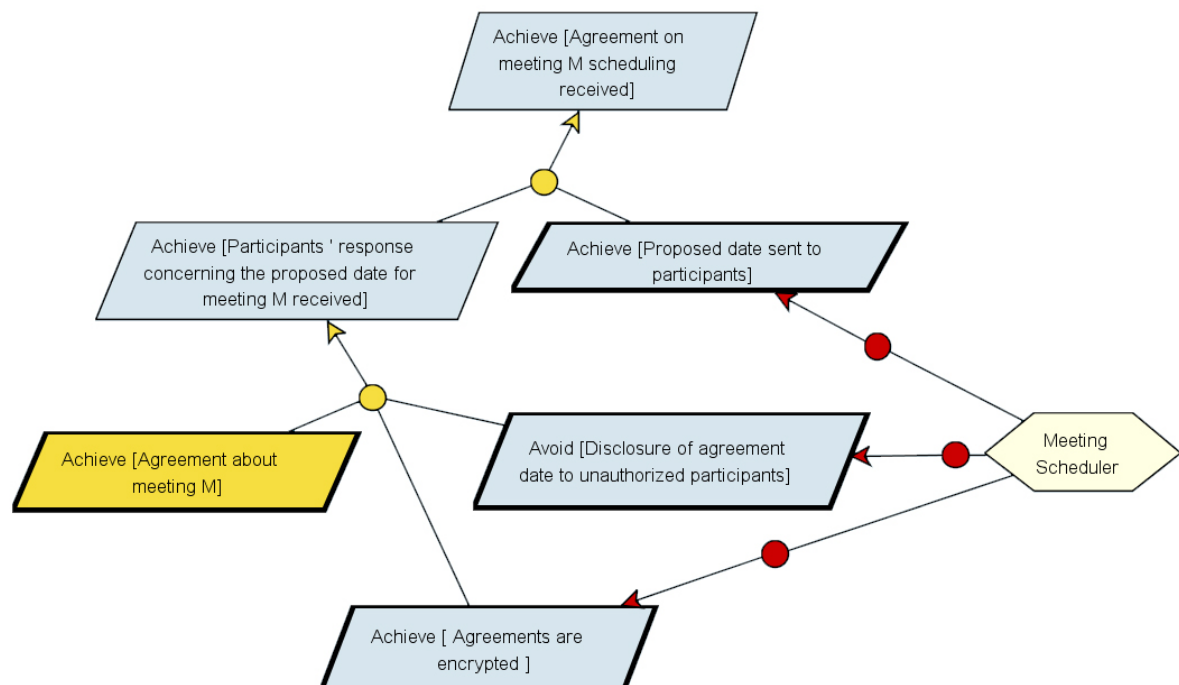 Achieve [Agreement on
meeting M scheduling
received]
Achieve [Participants ' response
concerning the proposed date for
meeting M received]
Achieve [Proposed date sent to
participants]
Achieve [Agreement about
meeting M]
Avoid [Disclosure of agreement
date to unauthorized participants]
Meeting
Scheduler
Achieve [ Agreements are
encrypted ]